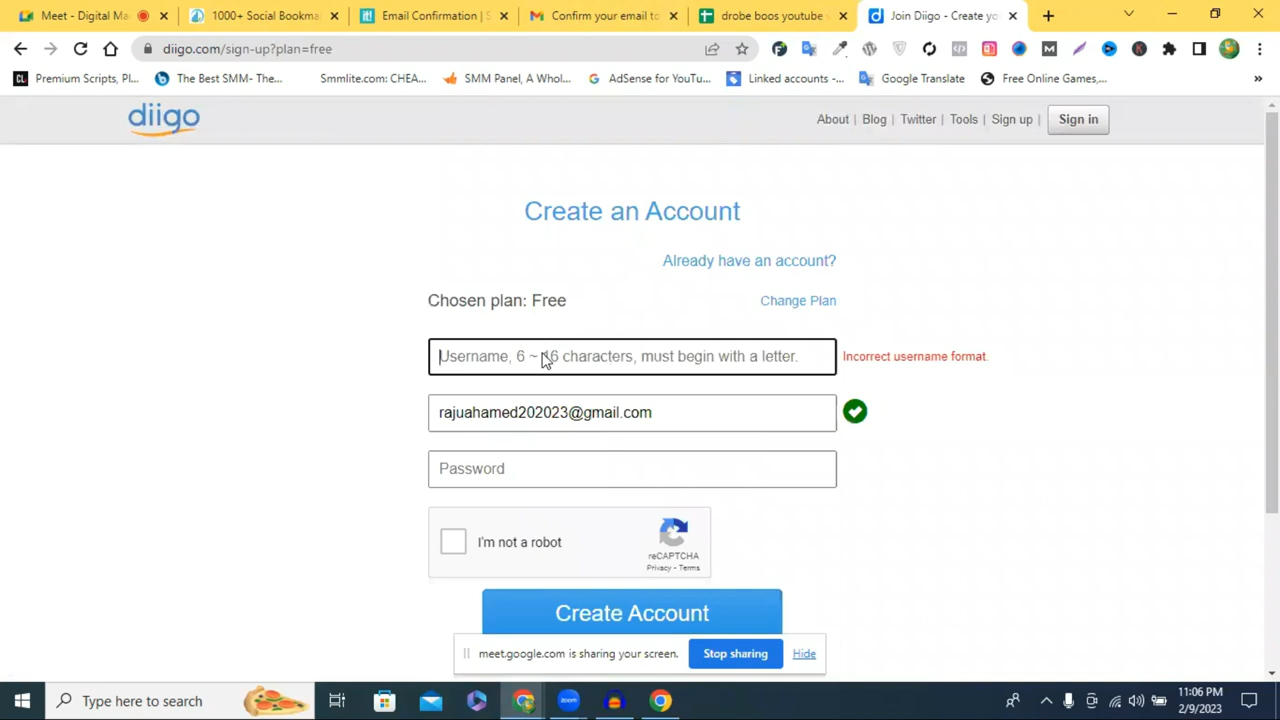 Meet - Digital Ma
1000+ Social Bookma
Email Confirmation | S
Confirm your email to
drobe boos youtube
Join Diigo - Create yo
diigo.com/sign-up?plan=free
CL Premium Scripts, Pl...
The Best SMM- The...
Smmlite.com: CHEA...
SMM Panel, A Whol...
AdSense for YouTu...
Linked accounts -...
Google Translate
Free Online Games,...
diigo
About | Blog | Twitter | Tools | Sign up | Sign in
Create an Account
Already have an account?
Chosen plan: Free Change Plan
Username, 6 ~ 16 characters, must begin with a letter. Incorrect username format.
rajuahamed202023@gmail.com
Password
I'm not a robot
reCAPTCHA
Privacy - Terms
Create Account
meet.google.com is sharing your screen. Stop sharing Hide
Type here to search
11:06 PM
2/9/2023